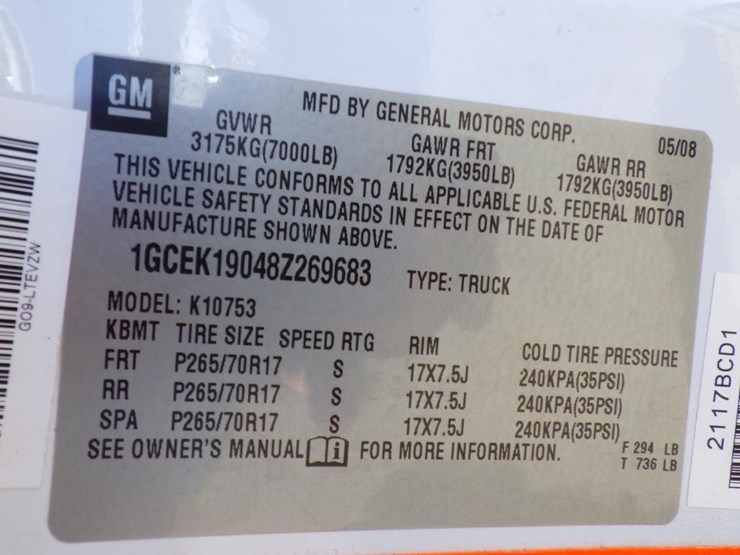 GM
MFD BY GENERAL MOTORS CORP.
05/08
GVWR GAWR FRT GAWR RR
3175KG(7000LB) 1792KG(3950LB) 1792KG(3950LB)
THIS VEHICLE CONFORMS TO ALL APPLICABLE U.S. FEDERAL MOTOR
VEHICLE SAFETY STANDARDS IN EFFECT ON THE DATE OF
MANUFACTURE SHOWN ABOVE.
1GCEK19048Z269683 TYPE: TRUCK
MODEL: K10753
KBMT TIRE SIZE SPEED RTG RIM COLD TIRE PRESSURE
FRT P265/70R17 S 17X7.5J 240KPA(35PSI)
RR P265/70R17 S 17X7.5J 240KPA(35PSI)
SPA P265/70R17 S 17X7.5J 240KPA(35PSI)
SEE OWNER'S MANUAL i FOR MORE INFORMATION.
F 294 LB
T 736 LB
GO9-LTEVZW
2117BCD1